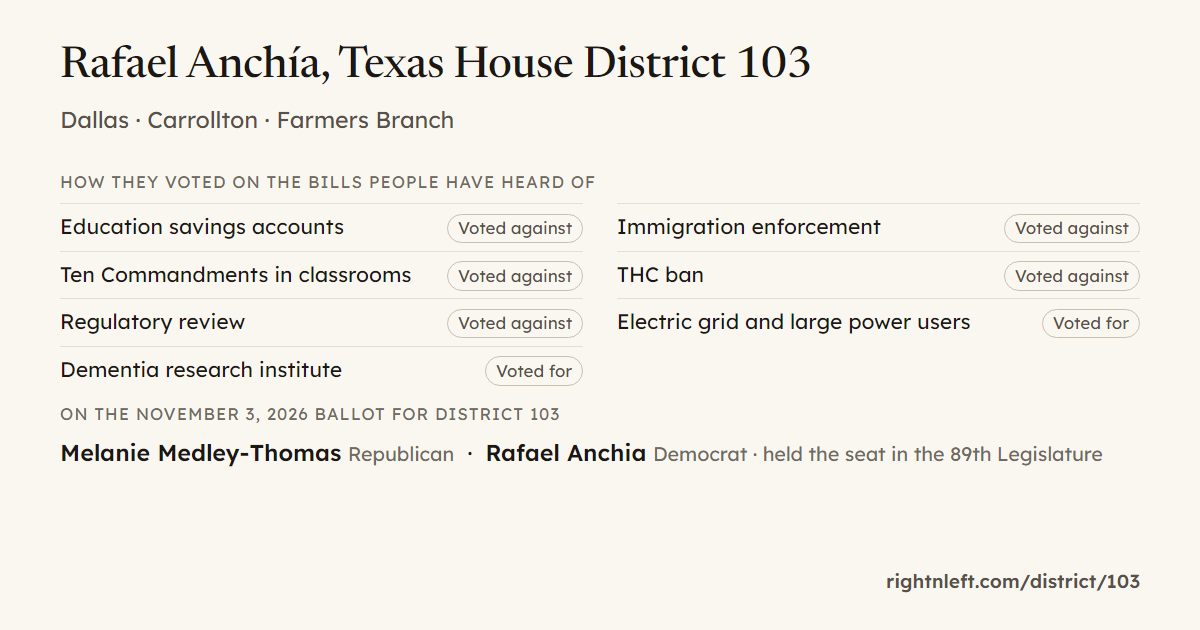 Rafael Anchía, Texas House District 103
Dallas · Carrollton · Farmers Branch
HOW THEY VOTED ON THE BILLS PEOPLE HAVE HEARD OF
Education savings accounts Voted against
Immigration enforcement Voted against
Ten Commandments in classrooms Voted against
THC ban Voted against
Regulatory review Voted against
Electric grid and large power users Voted for
Dementia research institute Voted for
ON THE NOVEMBER 3, 2026 BALLOT FOR DISTRICT 103
Melanie Medley-Thomas Republican · Rafael Anchia Democrat · held the seat in the 89th Legislature
rightnleft.com/district/103